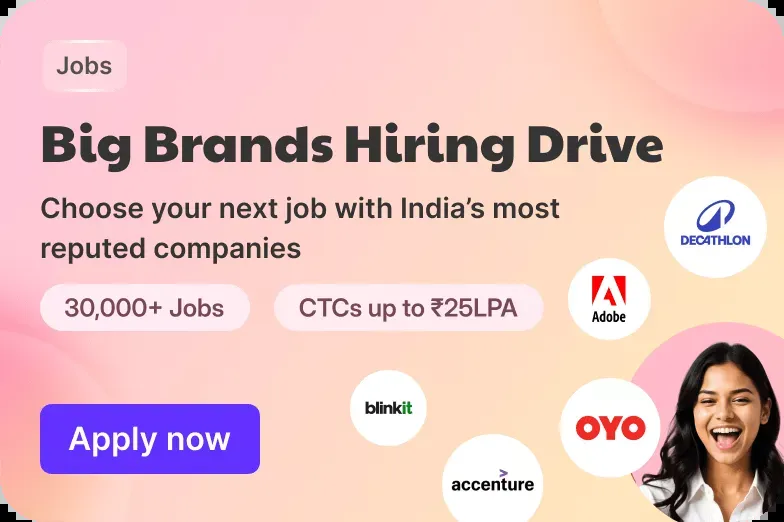 Jobs
Big Brands Hiring Drive
Choose your next job with India's most
reputed companies
30,000+ Jobs
CTCs up to ₹25LPA
Apply now
DECATHLON
Adobe
blinkit
OYO
accenture